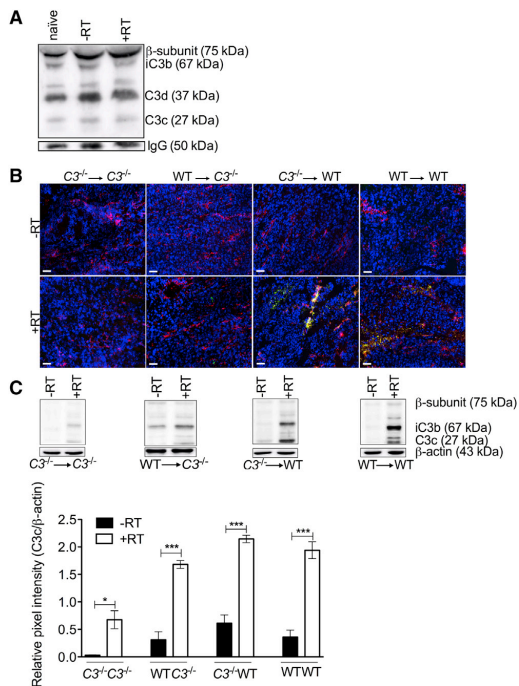 A
naïve
-RT
+RT
β-subunit (75 kDa)
iC3b (67 kDa)
C3d (37 kDa)
C3c (27 kDa)
IgG (50 kDa)
B
C3-/- → C3-/-
WT → C3-/-
C3-/- → WT
WT → WT
-RT
+RT
C
-RT
+RT
-RT
+RT
-RT
+RT
-RT
+RT
β-subunit (75 kDa)
iC3b (67 kDa)
C3c (27 kDa)
β-actin (43 kDa)
C3-/- → C3-/-
WT → C3-/-
C3-/- → WT
WT → WT
Relative pixel intensity (C3c/β-actin)
2.5
2.0
1.5
1.0
0.5
0.0
-RT
+RT
*
***
***
***
C3-/-C3-/-
WT C3-/-
C3-/-WT
WT WT